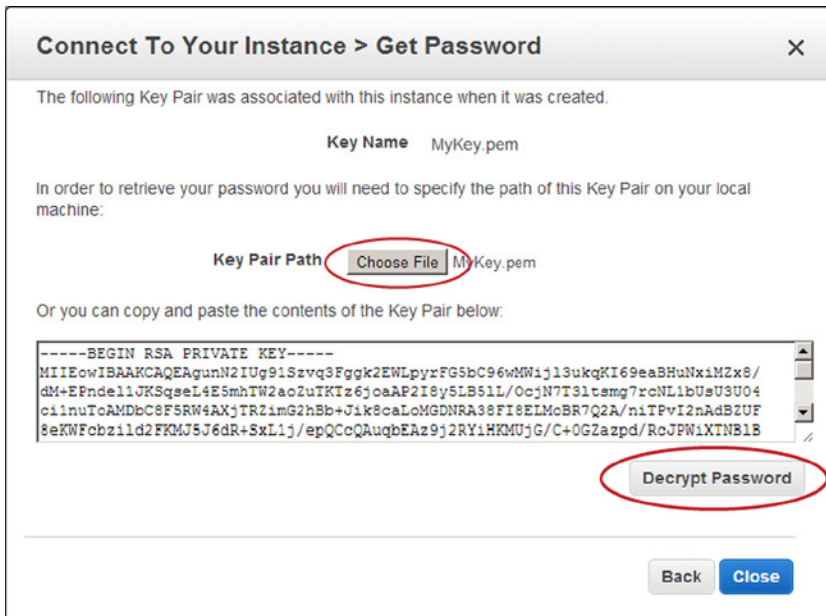 Connect To Your Instance > Get Password
The following Key Pair was associated with this instance when it was created.
Key Name MyKey.pem
In order to retrieve your password you will need to specify the path of this Key Pair on your local
machine:
Key Pair Path Choose File MyKey.pem
Or you can copy and paste the contents of the Key Pair below:
-----BEGIN RSA PRIVATE KEY-----
Decrypt Password
Back Close